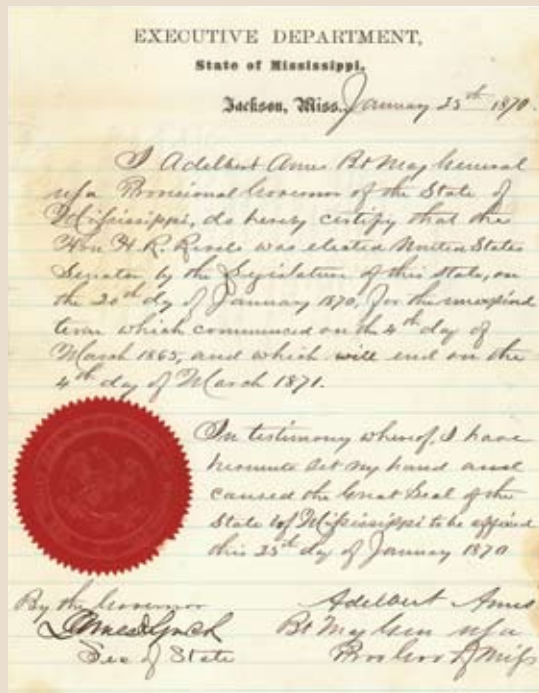 EXECUTIVE DEPARTMENT,
State of Mississippi,
Jackson, Miss., January 25th 1870.
I Adelbert Ames Bt Maj General
USA Provisional Governor of the State of
Mississippi, do hereby certify that the
Hon H. R. Revels was elected United States
Senator by the Legislature of this State, on
the 20th day of January 1870, for the unexpired
term which commenced on the 4th day of
March 1865, and which will end on the
4th day of March 1871.
In testimony whereof, I have
hereunto set my hand and
caused the Great Seal of the
State of Mississippi to be affixed
this 25th day of January 1870
By the Governor
James Lynch
Sec of State
Adelbert Ames
Bt Maj Gen USA
Pro Gov of Miss